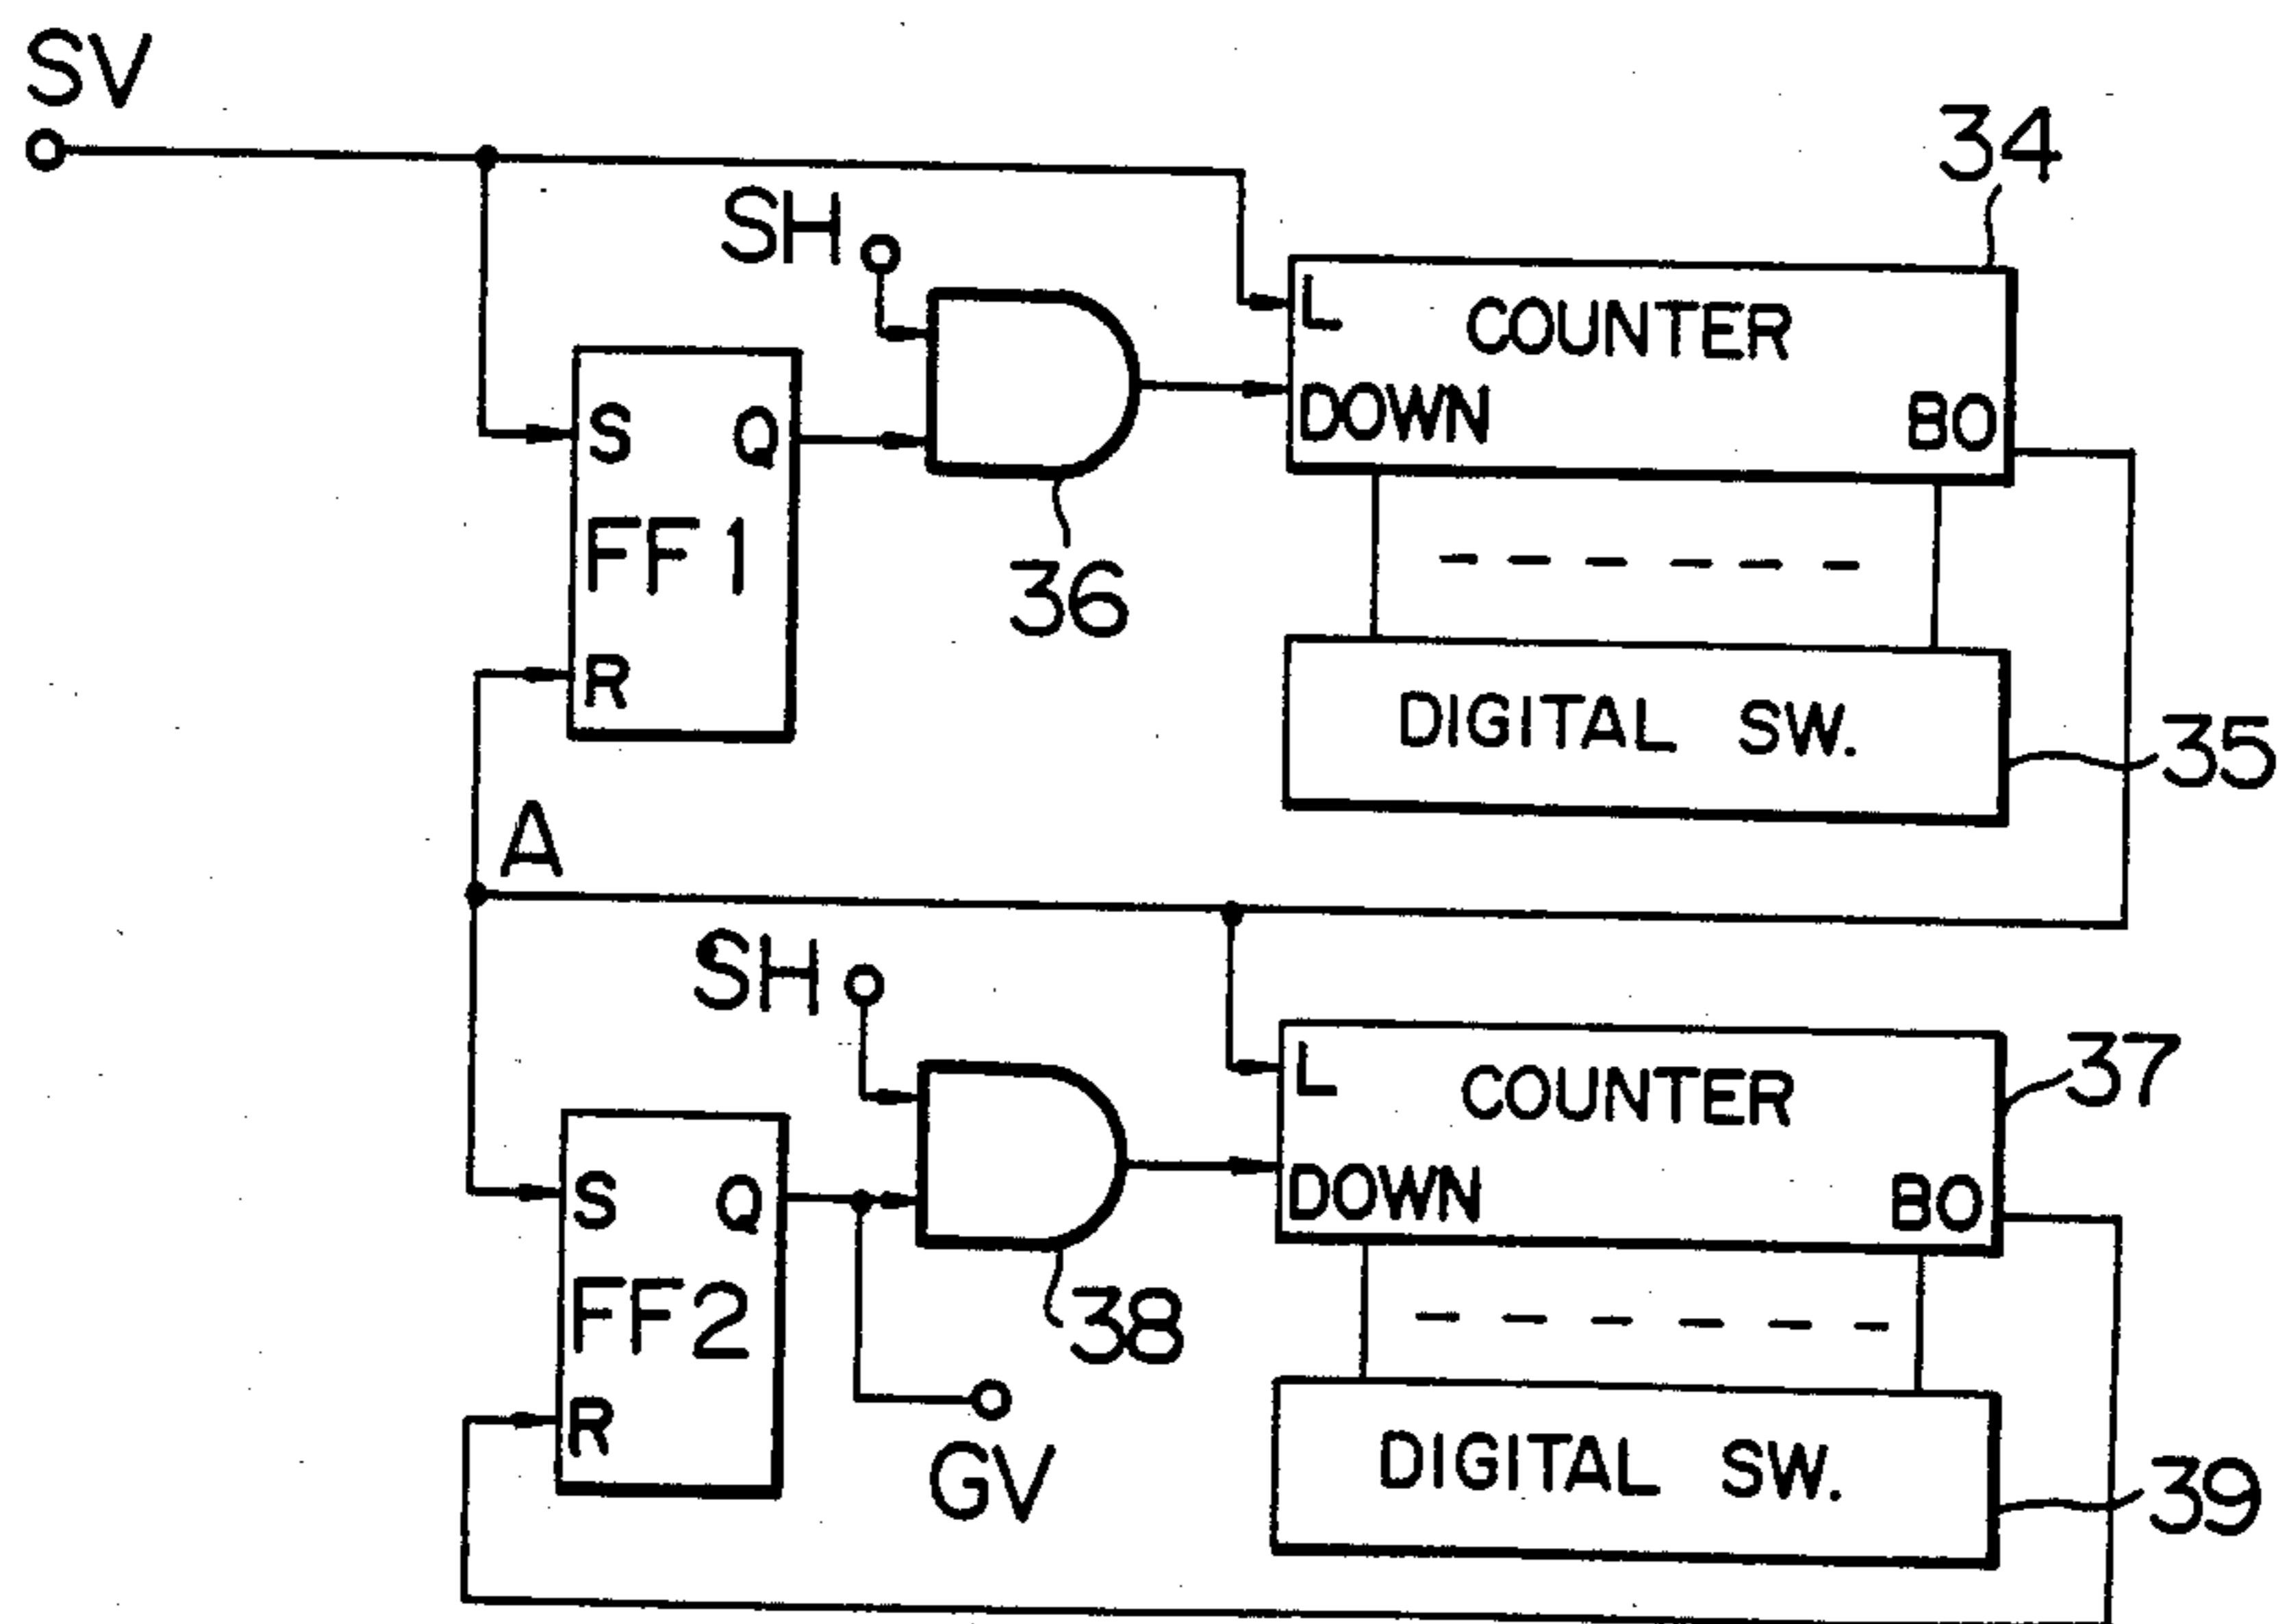 SV
34
SH
L COUNTER
DOWN BO
S Q
FF1
R
36
DIGITAL SW.
35
A
SH
L COUNTER
37
DOWN BO
S Q
FF2
R
38
GV
DIGITAL SW.
39